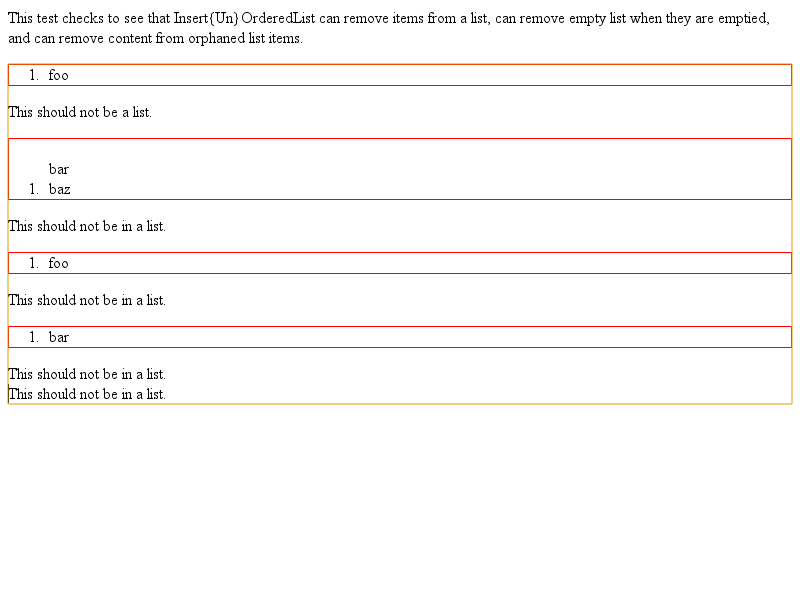 This test checks to see that Insert{Un}OrderedList can remove items from a list, can remove empty list when they are emptied,
and can remove content from orphaned list items.
1. foo
This should not be a list.
bar
1. baz
This should not be in a list.
1. foo
This should not be in a list.
1. bar
This should not be in a list.
This should not be in a list.